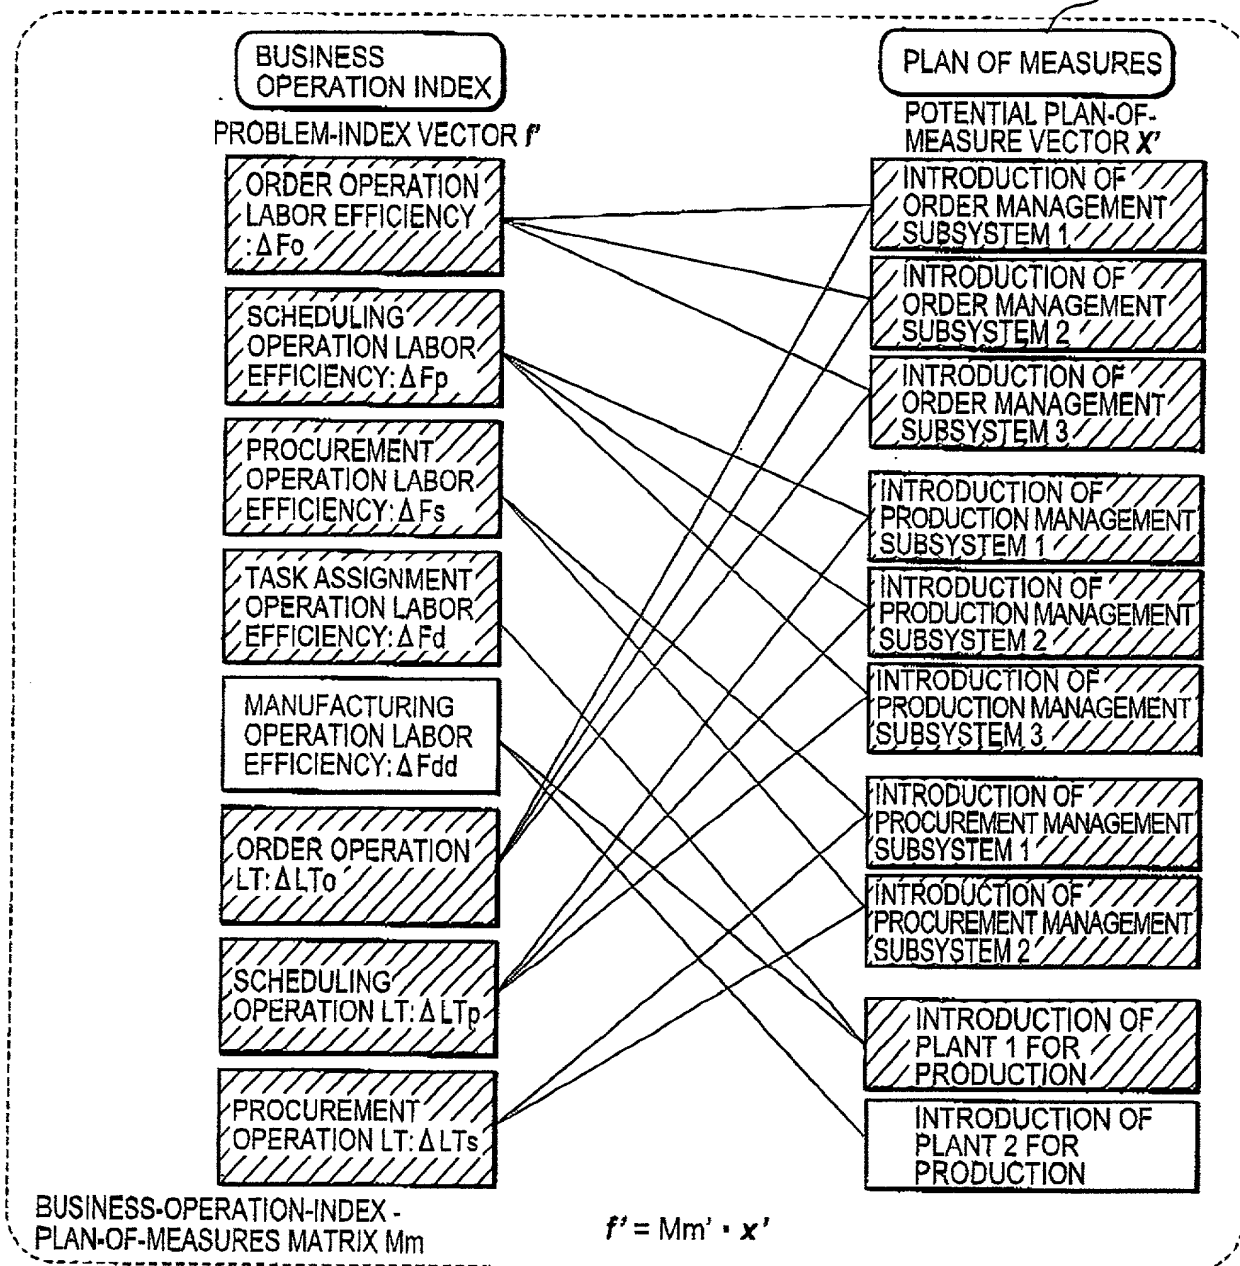 BUSINESS
OPERATION INDEX
PROBLEM-INDEX VECTOR f'
ORDER OPERATION
LABOR EFFICIENCY
:ΔFo
SCHEDULING
OPERATION LABOR
EFFICIENCY:ΔFp
PROCUREMENT
OPERATION LABOR
EFFICIENCY:ΔFs
TASK ASSIGNMENT
OPERATION LABOR
EFFICIENCY:ΔFd
MANUFACTURING
OPERATION LABOR
EFFICIENCY:ΔFdd
ORDER OPERATION
LT:ΔLTo
SCHEDULING
OPERATION LT:ΔLTp
PROCUREMENT
OPERATION LT:ΔLTs
PLAN OF MEASURES
POTENTIAL PLAN-OF-
MEASURE VECTOR X'
INTRODUCTION OF
ORDER MANAGEMENT
SUBSYSTEM 1
INTRODUCTION OF
ORDER MANAGEMENT
SUBSYSTEM 2
INTRODUCTION OF
ORDER MANAGEMENT
SUBSYSTEM 3
INTRODUCTION OF
PRODUCTION MANAGEMENT
SUBSYSTEM 1
INTRODUCTION OF
PRODUCTION MANAGEMENT
SUBSYSTEM 2
INTRODUCTION OF
PRODUCTION MANAGEMENT
SUBSYSTEM 3
INTRODUCTION OF
PROCUREMENT MANAGEMENT
SUBSYSTEM 1
INTRODUCTION OF
PROCUREMENT MANAGEMENT
SUBSYSTEM 2
INTRODUCTION OF
PLANT 1 FOR
PRODUCTION
INTRODUCTION OF
PLANT 2 FOR
PRODUCTION
BUSINESS-OPERATION-INDEX -
PLAN-OF-MEASURES MATRIX Mm
f' = Mm' · x'